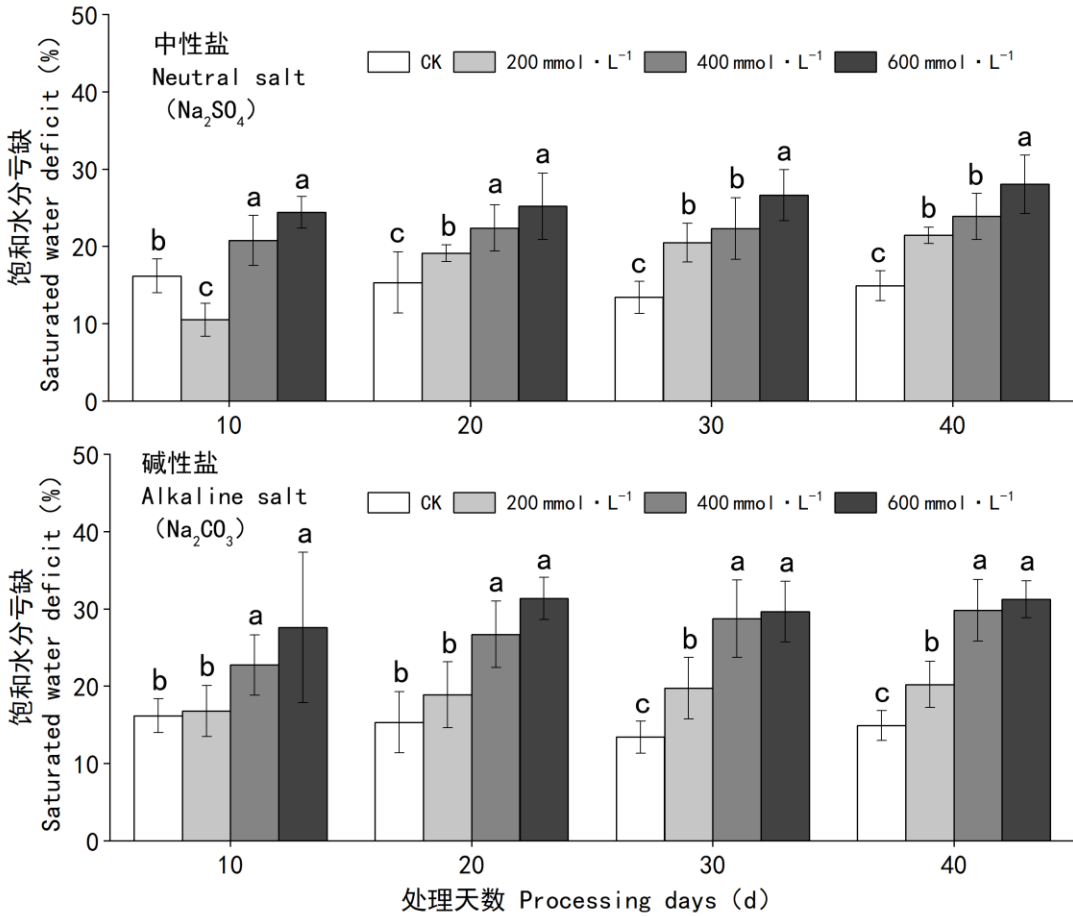 50
40
30
20
10
0
饱和水分亏缺
Saturated water deficit (%)
中性盐
Neutral salt
(Na₂SO₄)
CK 200 mmol·L⁻¹ 400 mmol·L⁻¹ 600 mmol·L⁻¹
b c a a
c b a a
c b b a
c b b a
10 20 30 40
50
40
30
20
10
0
饱和水分亏缺
Saturated water deficit (%)
碱性盐
Alkaline salt
(Na₂CO₃)
CK 200 mmol·L⁻¹ 400 mmol·L⁻¹ 600 mmol·L⁻¹
b b a a
b b a a
c b a a
c b a a
10 20 30 40
处理天数 Processing days (d)